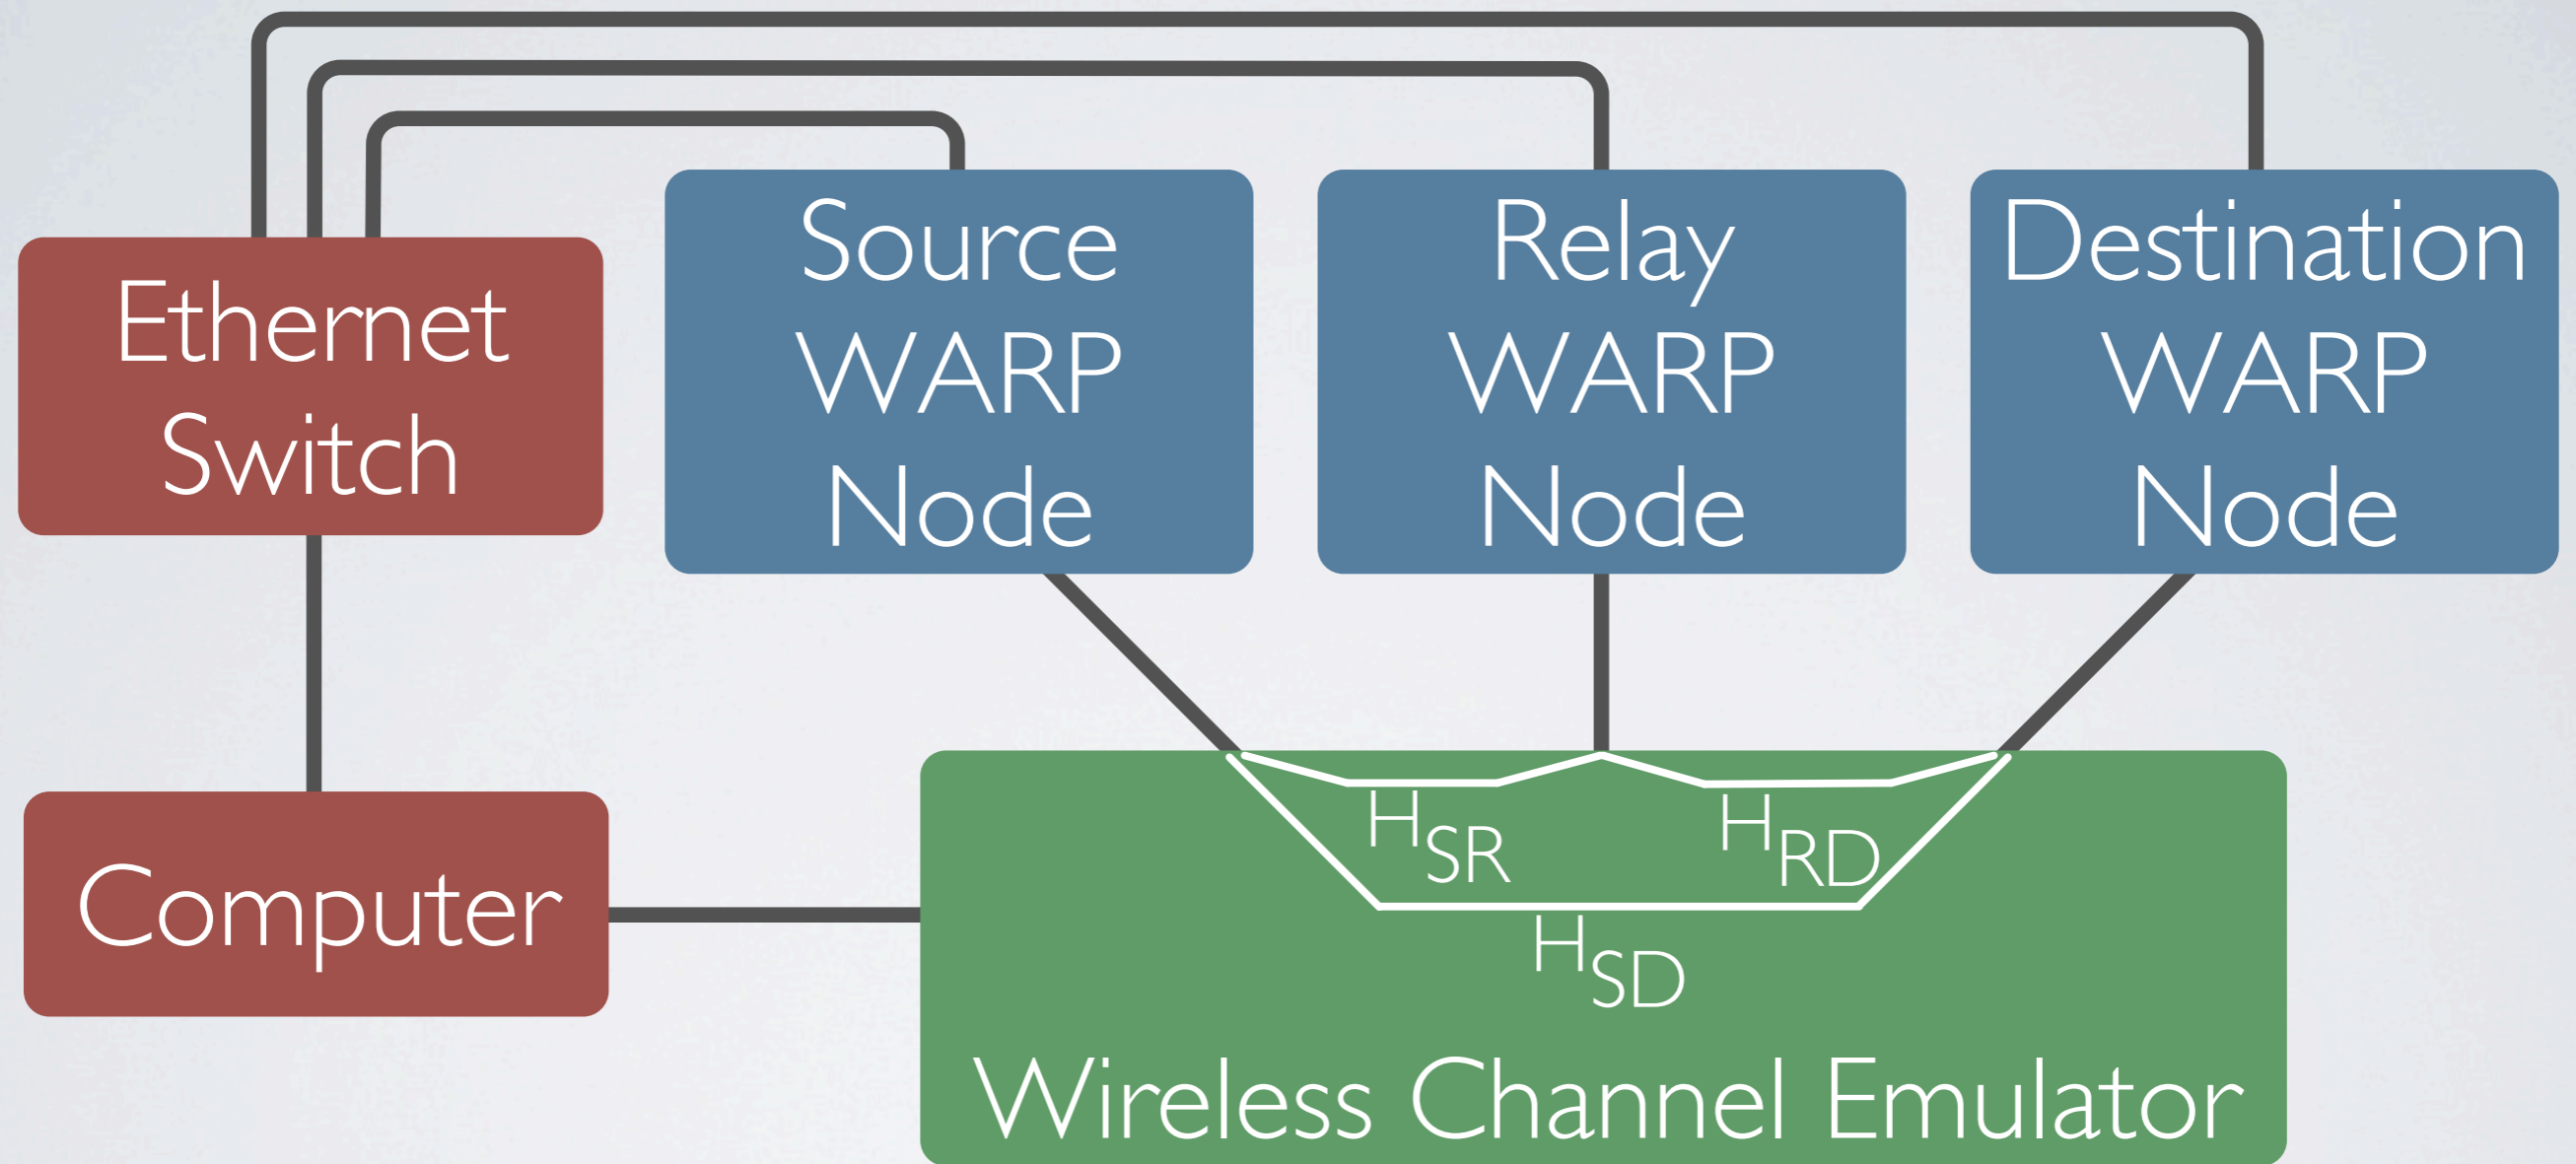 Ethernet
Switch
Source
WARP
Node
Relay
WARP
Node
Destination
WARP
Node
Computer
HSR
HRD
HSD
Wireless Channel Emulator